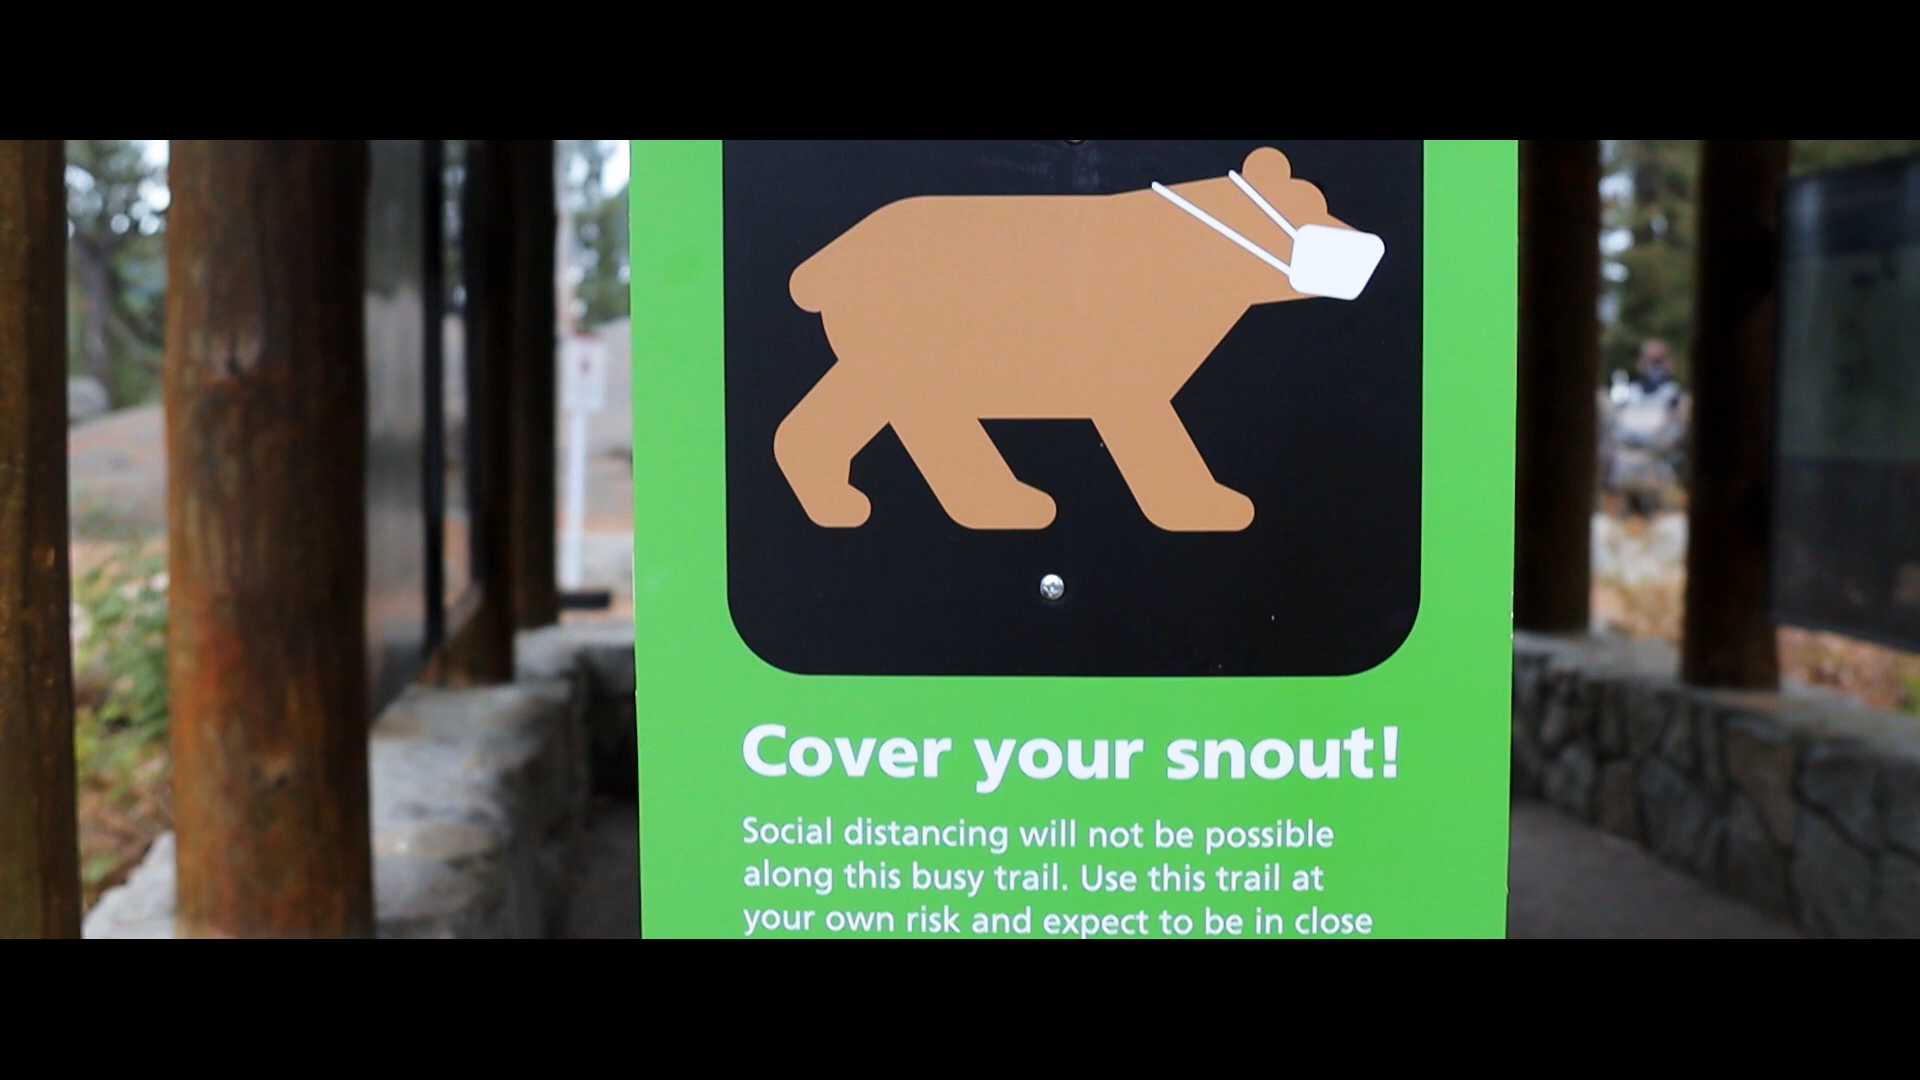 Cover your snout!
Social distancing will not be possible
along this busy trail. Use this trail at
your own risk and expect to be in close